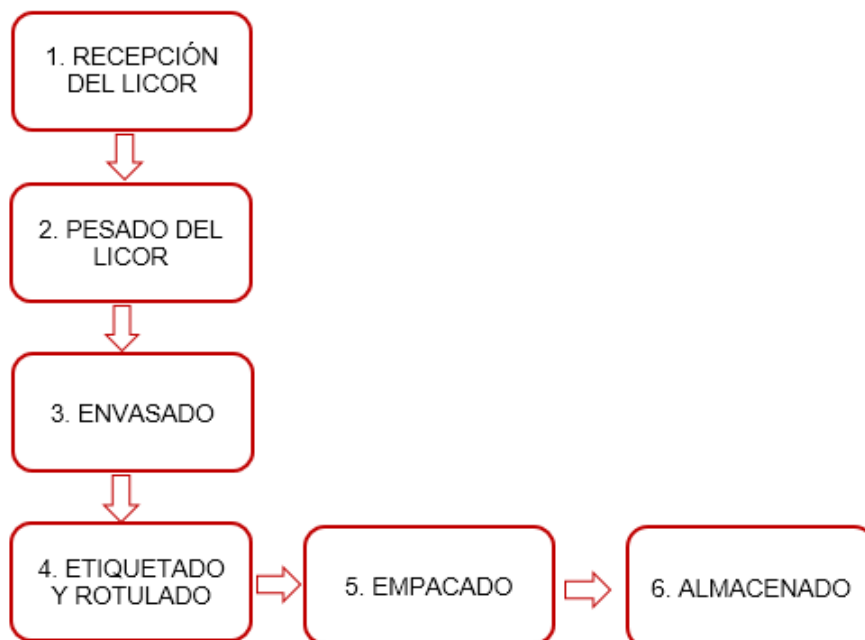 1. RECEPCIÓN
DEL LICOR
2. PESADO DEL
LICOR
3. ENVASADO
4. ETIQUETADO
Y ROTULADO
5. EMPACADO
6. ALMACENADO